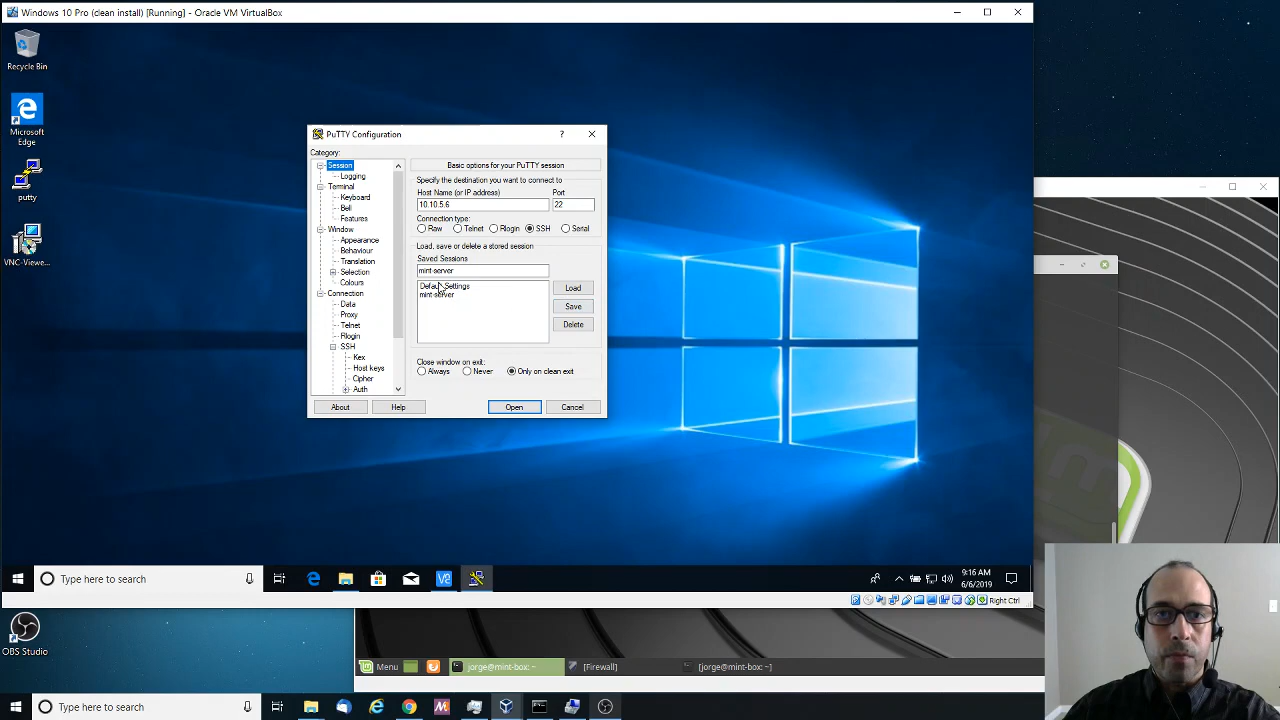 Windows 10 Pro (clean install) [Running] - Oracle VM VirtualBox
Recycle Bin
Microsoft
Edge
putty
VNC-Viewe...
PuTTY Configuration
?
Category:
Session
Logging
Terminal
Keyboard
Bell
Features
Window
Appearance
Behaviour
Translation
Selection
Colours
Connection
Data
Proxy
Telnet
Rlogin
SSH
Kex
Host keys
Cipher
Auth
Basic options for your PuTTY session
Specify the destination you want to connect to
Host Name (or IP address)
Port
10.10.5.6
22
Connection type:
Raw
Telnet
Rlogin
SSH
Serial
Load, save or delete a stored session
Saved Sessions
mint-server
Default Settings
mint-server
Load
Save
Delete
Close window on exit:
Always
Never
Only on clean exit
About
Help
Open
Cancel
Type here to search
9:16 AM
6/6/2019
Right Ctrl
OBS Studio
Menu
jorge@mint-box: ~
[Firewall]
[jorge@mint-box: ~]
Type here to search